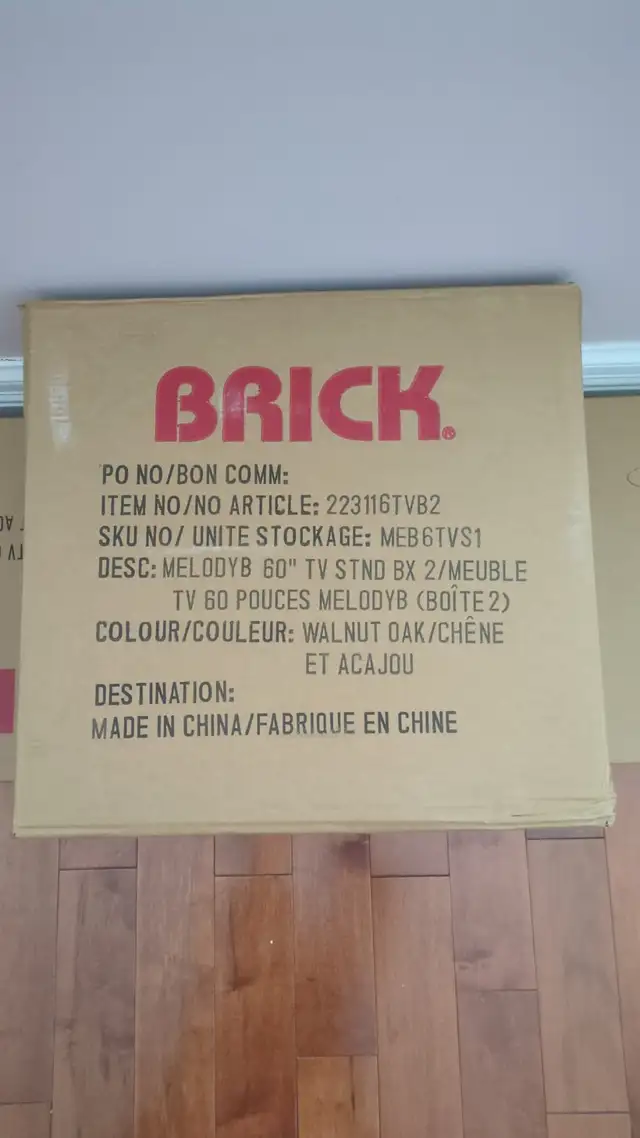 BRICK®
PO NO/BON COMM:
ITEM NO/NO ARTICLE: 223116TVB2
SKU NO/ UNITE STOCKAGE: MEB6TVS1
DESC: MELODYB 60" TV STND BX 2/MEUBLE
TV 60 POUCES MELODYB (BOÎTE 2)
COLOUR/COULEUR: WALNUT OAK/CHÊNE
ET ACAJOU
DESTINATION:
MADE IN CHINA/FABRIQUE EN CHINE